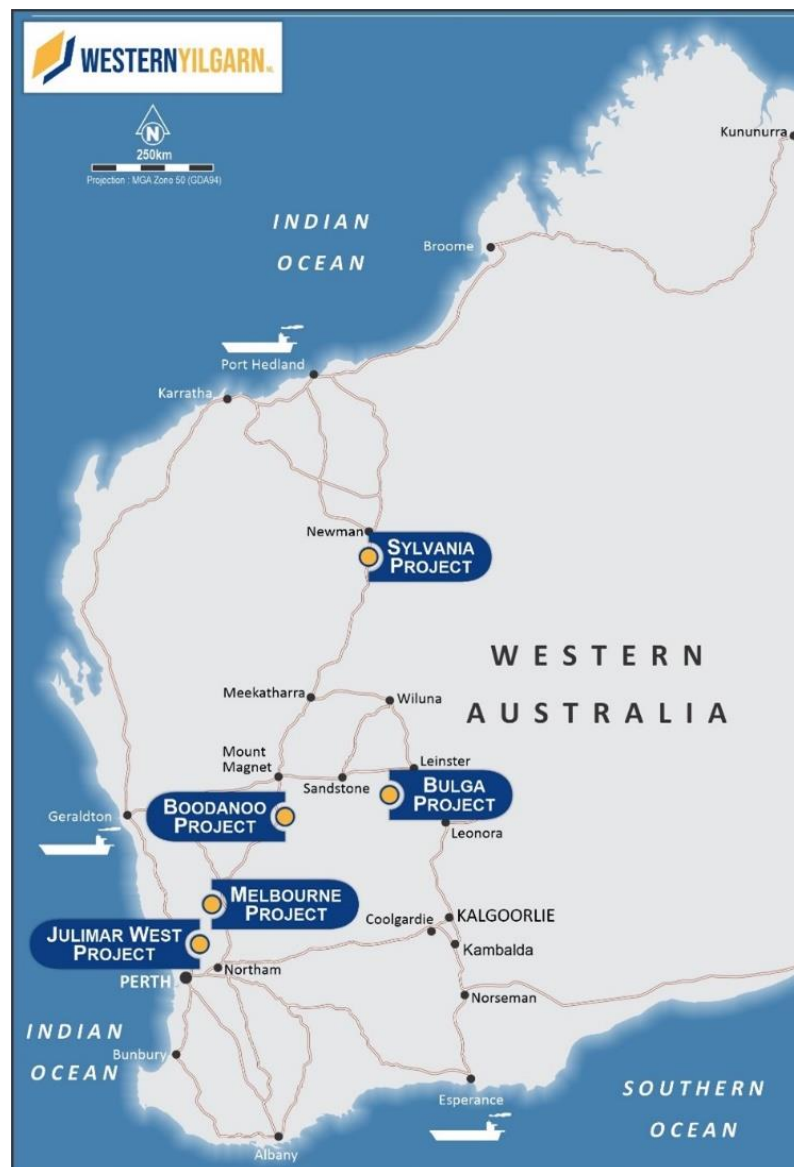 WESTERNYILGARN NL
N
250km
Projection : MGA Zone 50 (GDA94)
Kununurra
INDIAN
OCEAN
Broome
Port Hedland
Karratha
Newman
SYLVANIA
PROJECT
WESTERN
AUSTRALIA
Meekatharra
Wiluna
Mount
Magnet
Leinster
Sandstone
BULGA
PROJECT
BOODANOO
PROJECT
Geraldton
Leonora
MELBOURNE
PROJECT
KALGOORLIE
Coolgardie
JULIMAR WEST
PROJECT
Kambalda
Northam
PERTH
Norseman
INDIAN
OCEAN
Bunbury
Esperance
SOUTHERN
OCEAN
Albany